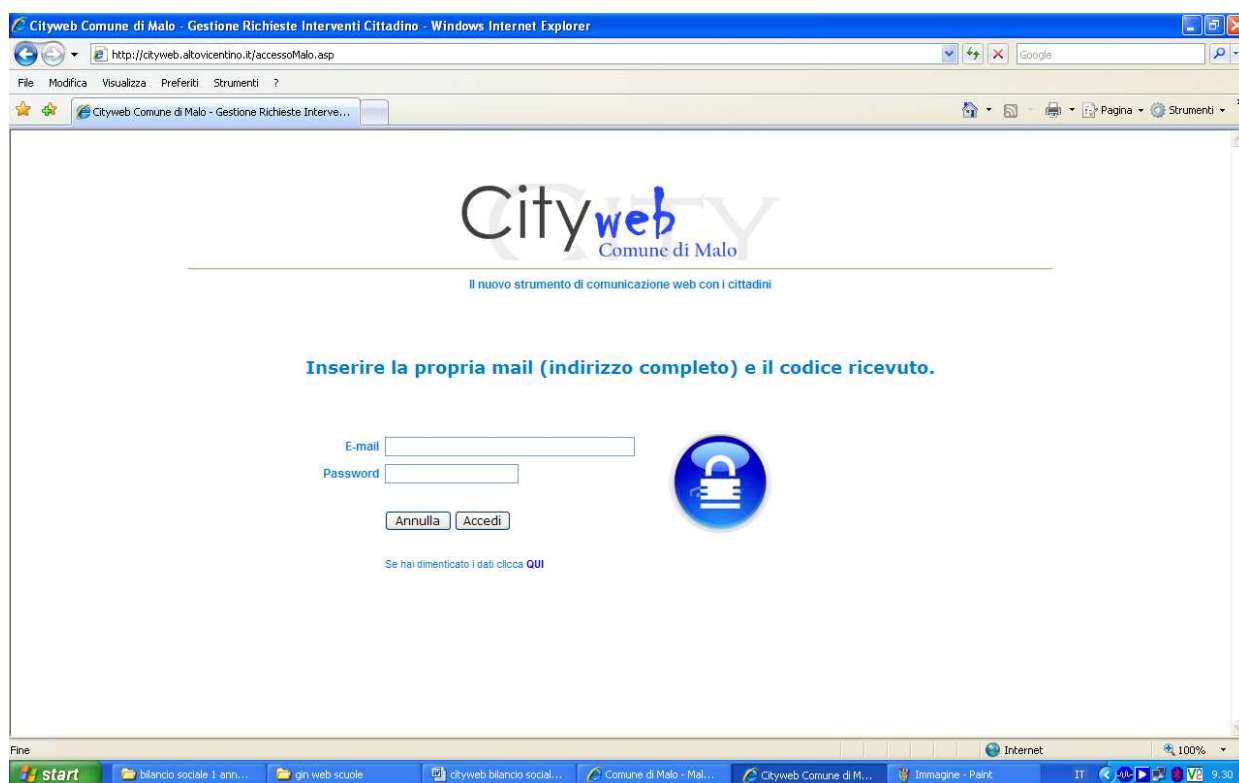 Cityweb Comune di Malo - Gestione Richieste Interventi Cittadino - Windows Internet Explorer
http://cityweb.altovicentino.it/accessoMalo.asp
Google
File Modifica Visualizza Preferiti Strumenti ?
Cityweb Comune di Malo - Gestione Richieste Interve...
Pagina Strumenti
CITY
City web
Comune di Malo
Il nuovo strumento di comunicazione web con i cittadini
Inserire la propria mail (indirizzo completo) e il codice ricevuto.
E-mail
Password
Annulla Accedi
Se hai dimenticato i dati clicca QUI
Fine Internet 100%
start bilancio sociale 1 ann... gin web scuole cityweb bilancio social... Comune di Malo - Mal... Cityweb Comune di M... Immagine - Paint IT 9.30